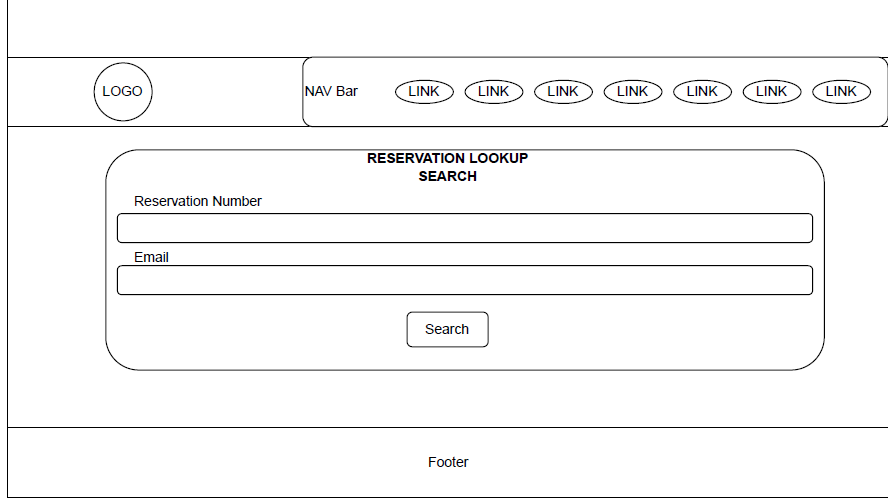 LOGO
NAV Bar LINK LINK LINK LINK LINK LINK LINK
RESERVATION LOOKUP
SEARCH
Reservation Number
Email
Search
Footer